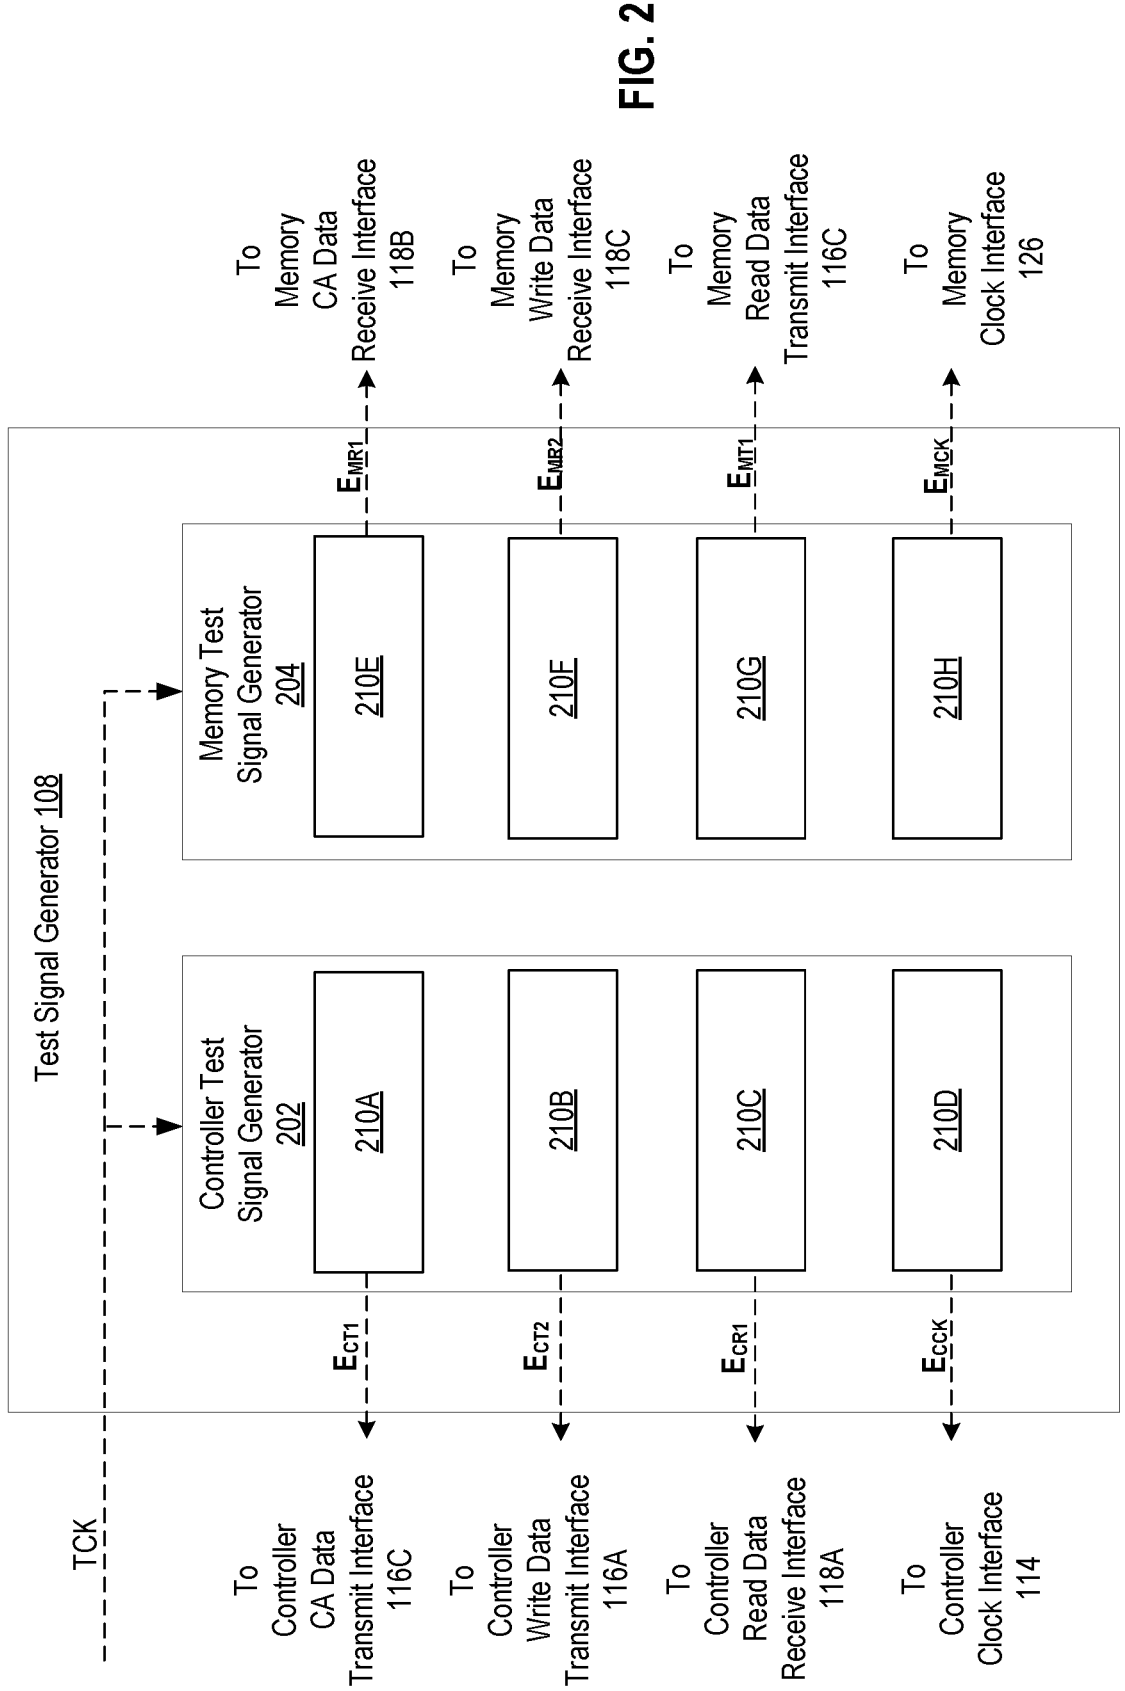 TCK
Test Signal Generator 108
Controller Test
Signal Generator
202
210A
210B
210C
210D
Memory Test
Signal Generator
204
210E
210F
210G
210H
ECT1
ECT2
ECR1
ECCK
EMR1
EMR2
EMT1
EMCK
To
Controller
CA Data
Transmit Interface
116C
To
Controller
Write Data
Transmit Interface
116A
To
Controller
Read Data
Receive Interface
118A
To
Controller
Clock Interface
114
To
Memory
CA Data
Receive Interface
118B
To
Memory
Write Data
Receive Interface
118C
To
Memory
Read Data
Transmit Interface
116C
To
Memory
Clock Interface
126
FIG. 2